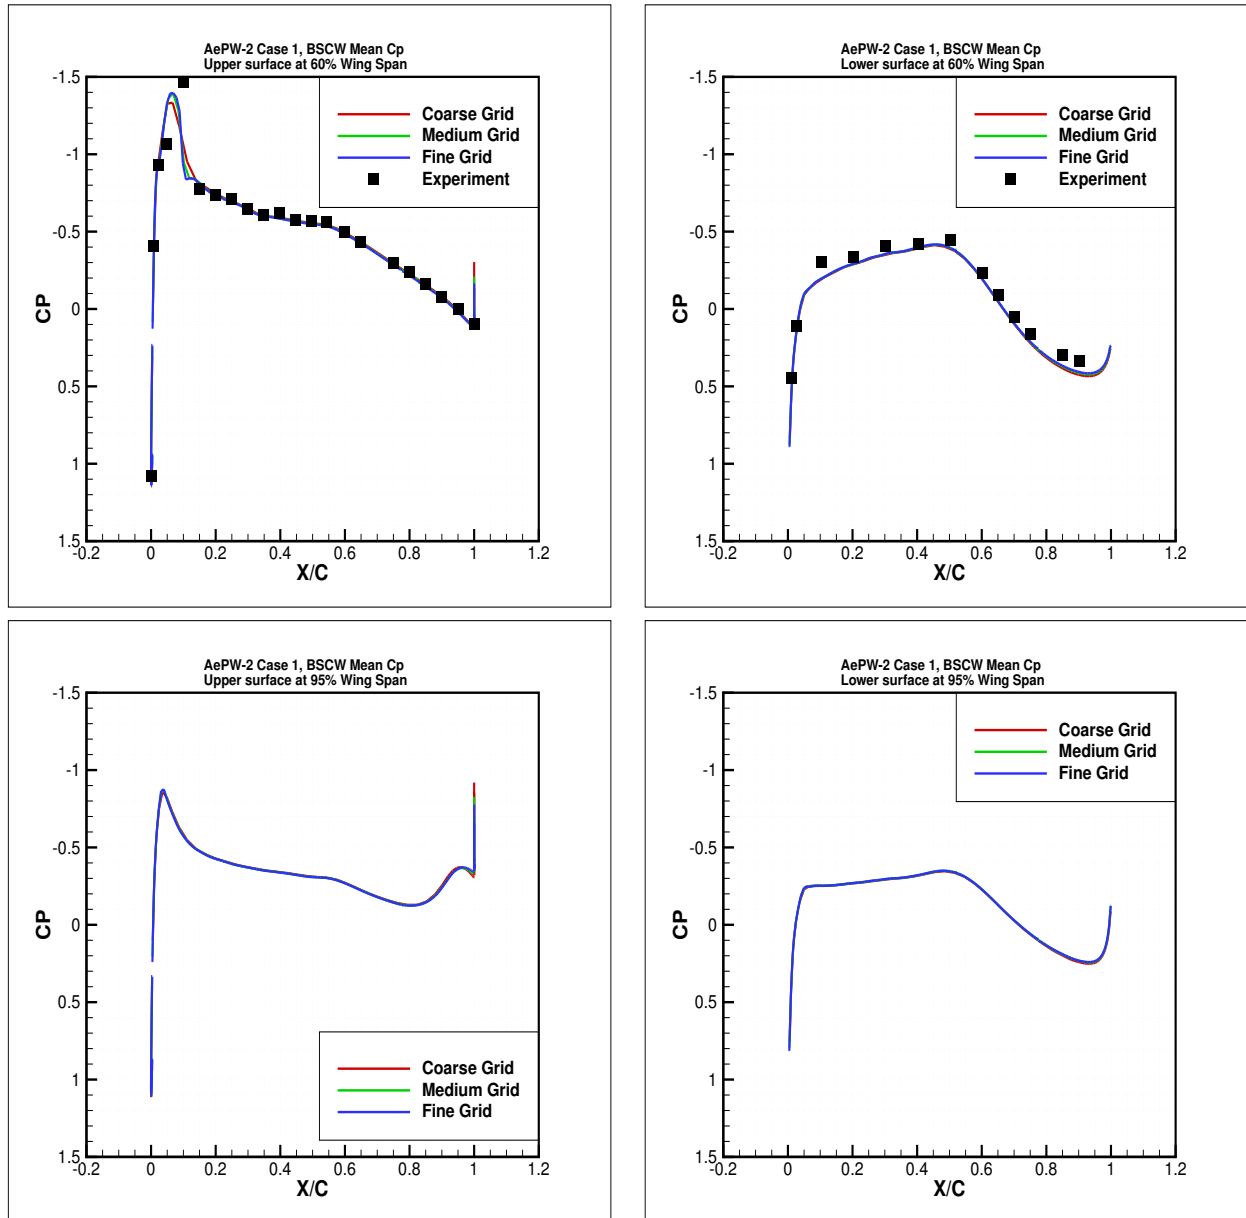 AePW-2 Case 1, BSCW Mean Cp
Upper surface at 60% Wing Span
-1.5
-1
-0.5
0
0.5
1
1.5
CP
-0.2 0 0.2 0.4 0.6 0.8 1 1.2
X/C
Coarse Grid
Medium Grid
Fine Grid
Experiment
AePW-2 Case 1, BSCW Mean Cp
Lower surface at 60% Wing Span
-1.5
-1
-0.5
0
0.5
1
1.5
CP
-0.2 0 0.2 0.4 0.6 0.8 1 1.2
X/C
Coarse Grid
Medium Grid
Fine Grid
Experiment
AePW-2 Case 1, BSCW Mean Cp
Upper surface at 95% Wing Span
-1.5
-1
-0.5
0
0.5
1
1.5
CP
-0.2 0 0.2 0.4 0.6 0.8 1 1.2
X/C
Coarse Grid
Medium Grid
Fine Grid
AePW-2 Case 1, BSCW Mean Cp
Lower surface at 95% Wing Span
-1.5
-1
-0.5
0
0.5
1
1.5
CP
-0.2 0 0.2 0.4 0.6 0.8 1 1.2
X/C
Coarse Grid
Medium Grid
Fine Grid